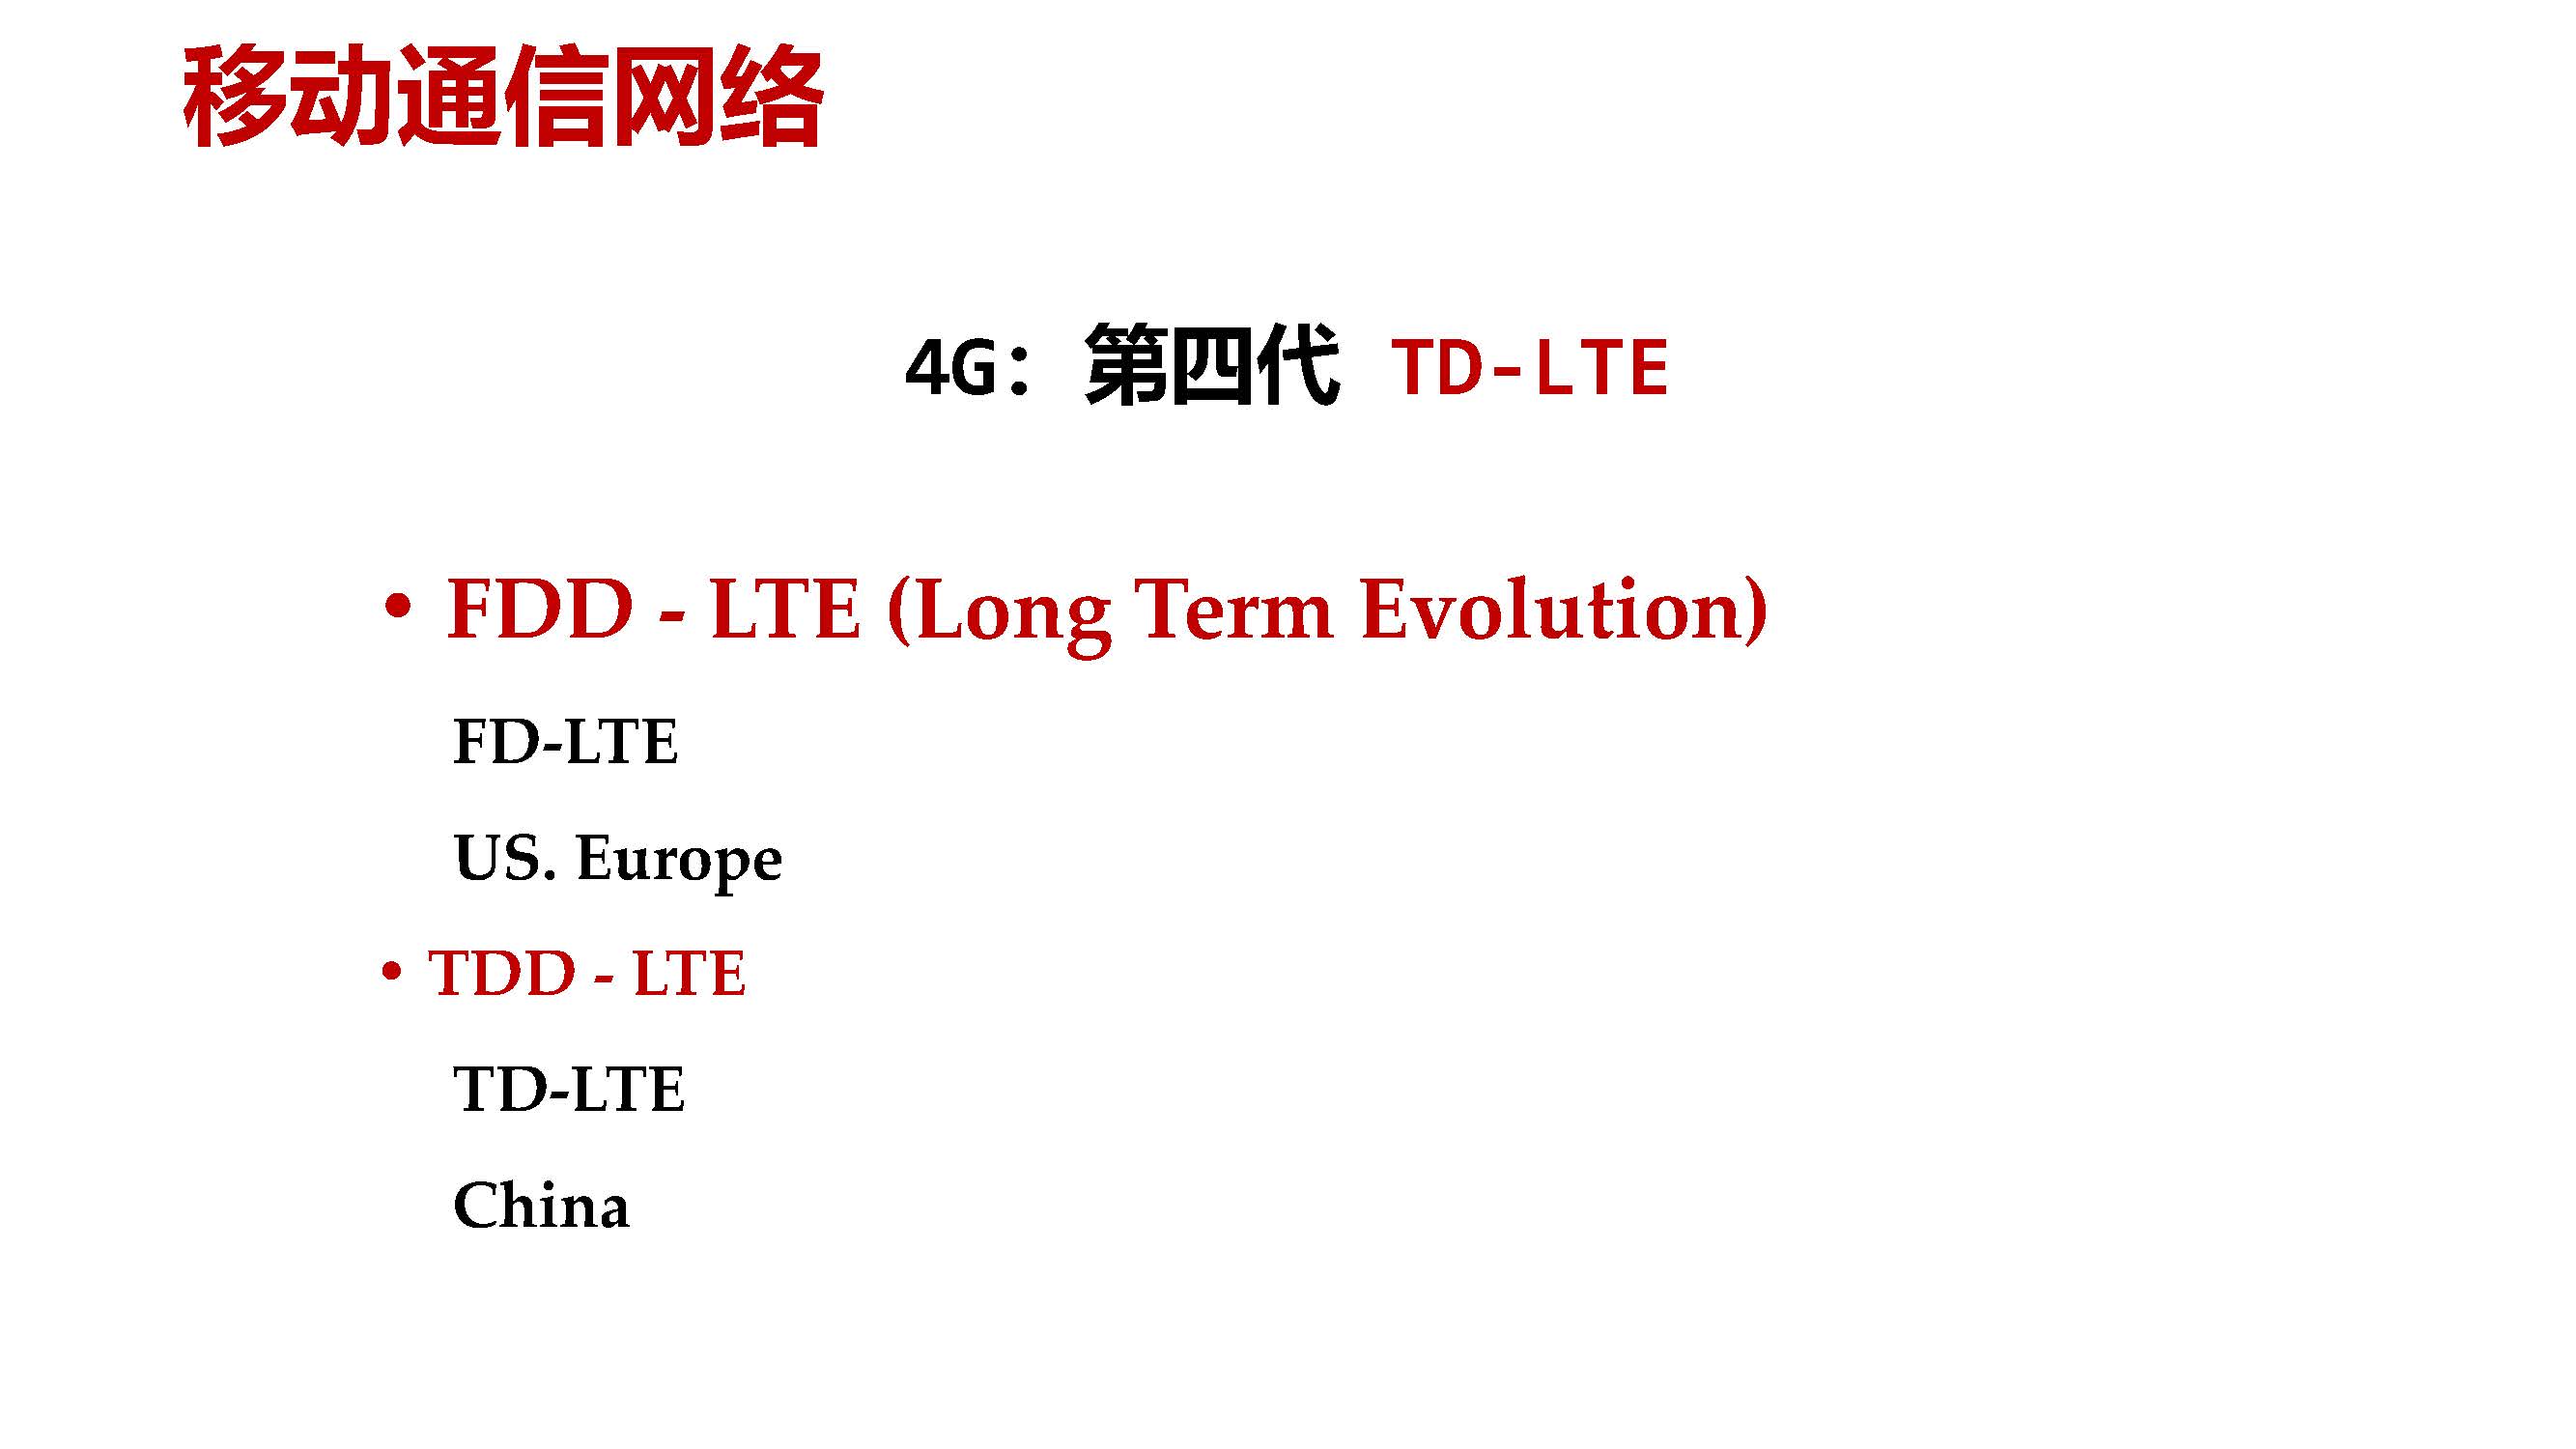 移动通信网络
4G：第四代 TD-LTE
• FDD - LTE (Long Term Evolution)
FD-LTE
US. Europe
• TDD - LTE
TD-LTE
China